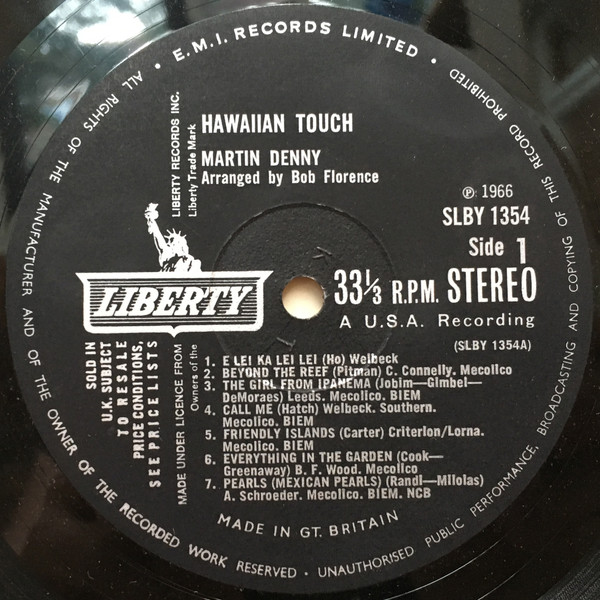 E.M.I. RECORDS LIMITED •
ALL RIGHTS OF THE MANUFACTURER AND OF THE OWNER OF THE RECORDED WORK RESERVED • UNAUTHORISED PUBLIC PERFORMANCE, BROADCASTING AND COPYING OF THIS RECORD PROHIBITED
LIBERTY RECORDS INC.
Liberty Trade Mark
HAWAIIAN TOUCH
MARTIN DENNY
Arranged by Bob Florence
℗ 1966
SLBY 1354
Side 1
LIBERTY
33⅓ R.P.M. STEREO
A U.S.A. Recording
(SLBY 1354A)
SOLD IN
U.K. SUBJECT
TO RESALE
PRICE CONDITIONS,
SEE PRICE LISTS
MADE UNDER LICENCE FROM
Owners of the
1. E LEI KA LEI LEI (Ho) Welbeck
2. BEYOND THE REEF (Pitman) C. Connelly. Mecolico
3. THE GIRL FROM IPANEMA (Jobim—Gimbel—
DeMoraes) Leeds. Mecolico. BIEM
4. CALL ME (Hatch) Welbeck. Southern.
Mecolico. BIEM
5. FRIENDLY ISLANDS (Carter) Criterion/Lorna.
Mecolico. BIEM
6. EVERYTHING IN THE GARDEN (Cook—
Greenaway) B. F. Wood. Mecolico
7. PEARLS (MEXICAN PEARLS) (Randi—Milolas)
A. Schroeder. Mecolico. BIEM. NCB
MADE IN GT. BRITAIN